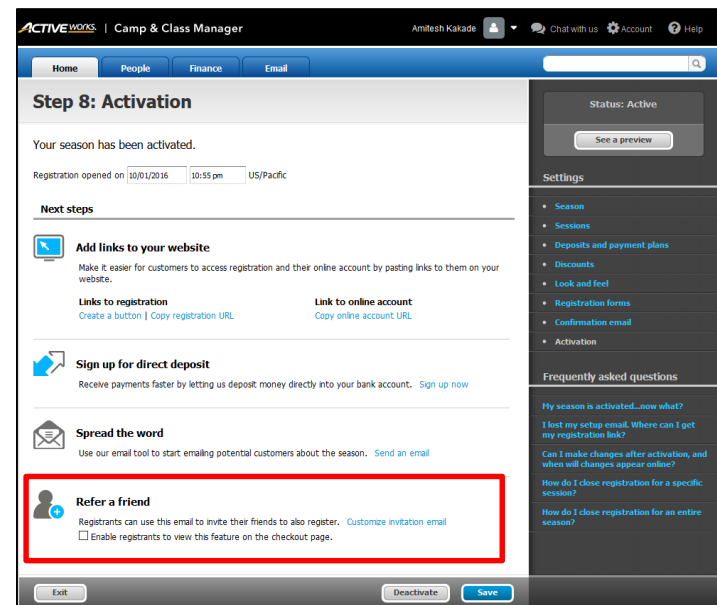 ACTIVE WORKS. | Camp & Class Manager
Amitesh Kakade
Chat with us
Account
Help
Home
People
Finance
Email
Step 8: Activation
Your season has been activated.
Registration opened on 10/01/2016 10:55 pm US/Pacific
Next steps
Add links to your website
Make it easier for customers to access registration and their online account by pasting links to them on your
website.
Links to registration
Link to online account
Create a button | Copy registration URL
Copy online account URL
Sign up for direct deposit
Receive payments faster by letting us deposit money directly into your bank account. Sign up now
Spread the word
Use our email tool to start emailing potential customers about the season. Send an email
Refer a friend
Registrants can use this email to invite their friends to also register. Customize invitation email
Enable registrants to view this feature on the checkout page.
Exit
Deactivate
Save
Status: Active
See a preview
Settings
• Season
• Sessions
• Deposits and payment plans
• Discounts
• Look and feel
• Registration forms
• Confirmation email
• Activation
Frequently asked questions
My season is activated...now what?
I lost my setup email. Where can I get
my registration link?
Can I make changes after activation, and
when will changes appear online?
How do I close registration for a specific
session?
How do I close registration for an entire
season?